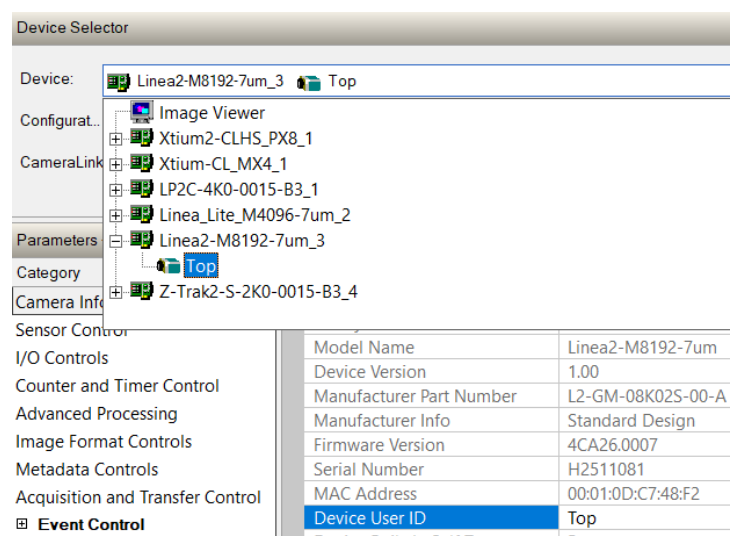 Device Selector
Device: Linea2-M8192-7um_3 Top
Configurat...
Image Viewer
Xtium2-CLHS_PX8_1
CameraLink
Xtium-CL_MX4_1
LP2C-4K0-0015-B3_1
Linea_Lite_M4096-7um_2
Parameters
Linea2-M8192-7um_3
Category
Top
Camera Info
Z-Trak2-S-2K0-0015-B3_4
Sensor Control
Model Name Linea2-M8192-7um
I/O Controls
Device Version 1.00
Counter and Timer Control
Manufacturer Part Number L2-GM-08K02S-00-A
Advanced Processing
Manufacturer Info Standard Design
Image Format Controls
Firmware Version 4CA26.0007
Metadata Controls
Serial Number H2511081
Acquisition and Transfer Control
MAC Address 00:01:0D:C7:48:F2
Event Control
Device User ID Top